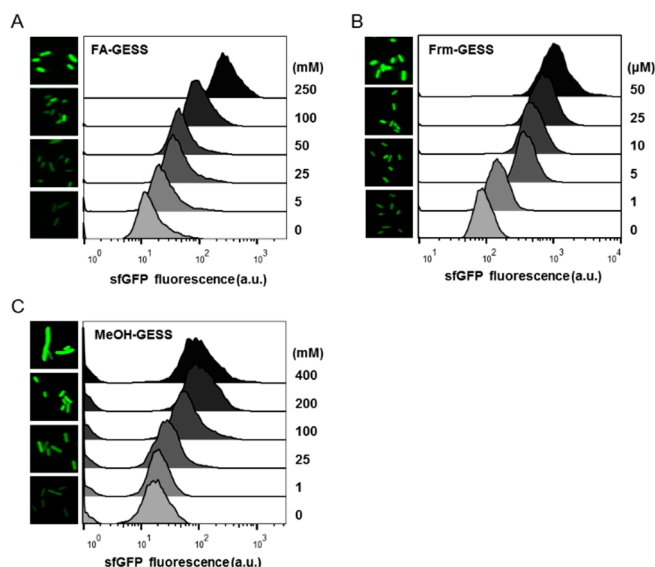 A
FA-GESS
(mM)
250
100
50
25
5
0
10⁰ 10¹ 10² 10³
sfGFP fluorescence (a.u.)
B
Frm-GESS
(μM)
50
25
10
5
1
0
10¹ 10² 10³ 10⁴
sfGFP fluorescence (a.u.)
C
MeOH-GESS
(mM)
400
200
100
25
1
0
10⁰ 10¹ 10² 10³
sfGFP fluorescence (a.u.)